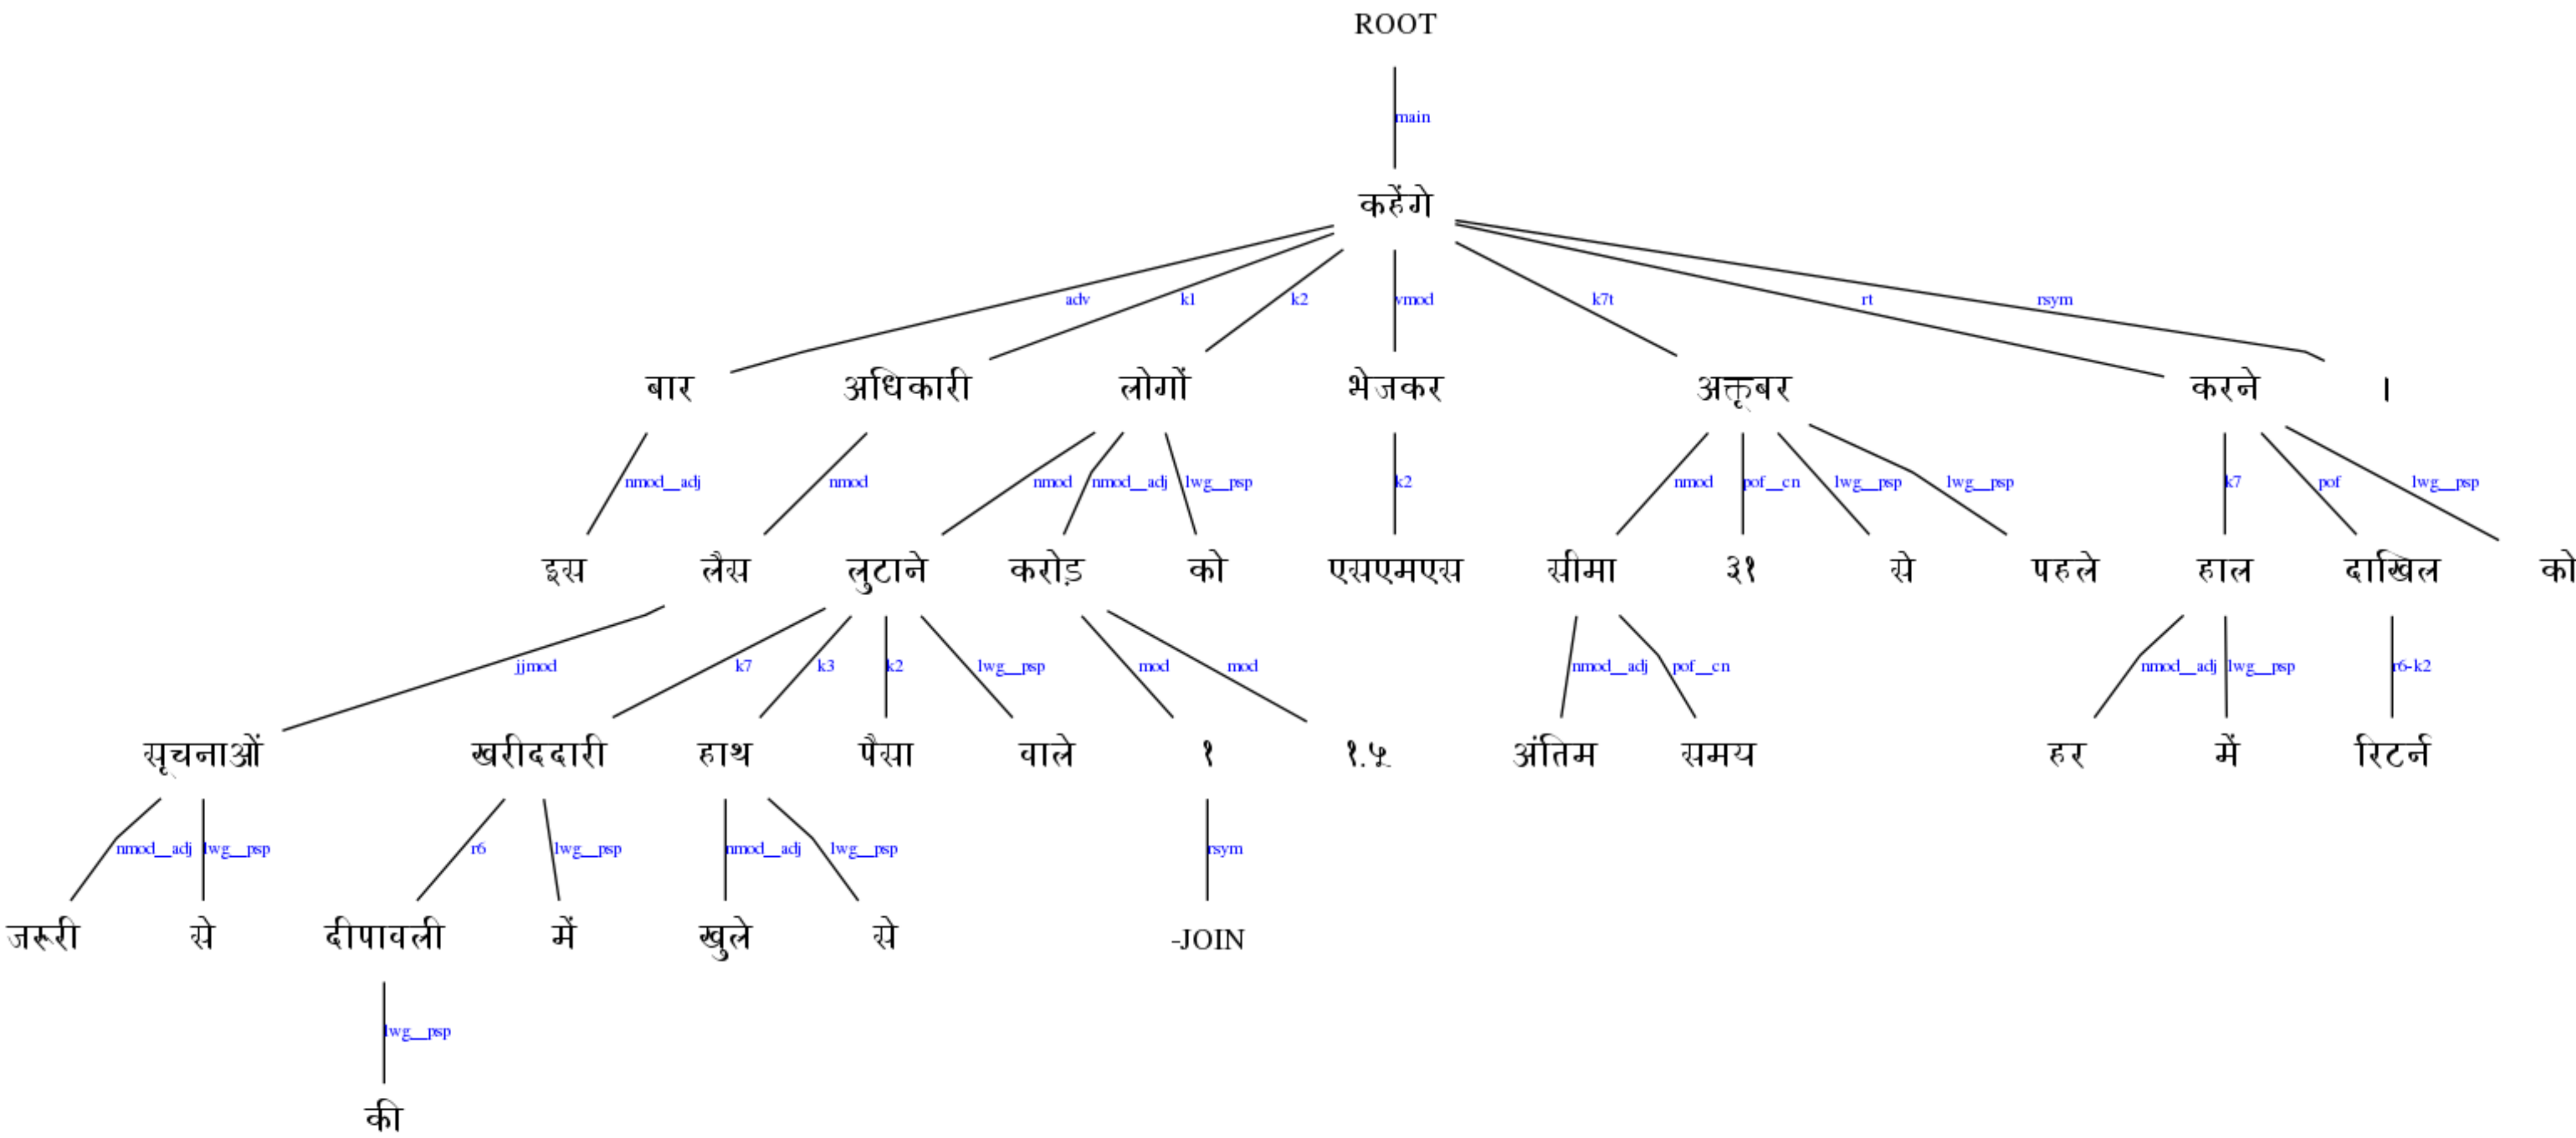 ROOT
main
कहेंगे
adv k1 k2 vmod k7t rt rsym
बार अधिकारी लोगों भेजकर अक्तूबर करने ।
nmod__adj nmod nmod nmod__adj lwg__psp k2 nmod pof__cn lwg__psp lwg__psp k7 pof lwg__psp
इस लैस लुटाने करोड़ को एसएमएस सीमा ३१ से पहले हाल दाखिल को
jjmod k7 k3 k2 lwg__psp mod mod nmod__adj pof__cn nmod__adj lwg__psp r6-k2
सूचनाओं खरीददारी हाथ पैसा वाले १ १.५ अंतिम समय हर में रिटर्न
nmod__adj lwg__psp r6 lwg__psp nmod__adj lwg__psp rsym
जरूरी से दीपावली में खुले से -JOIN
lwg__psp
की